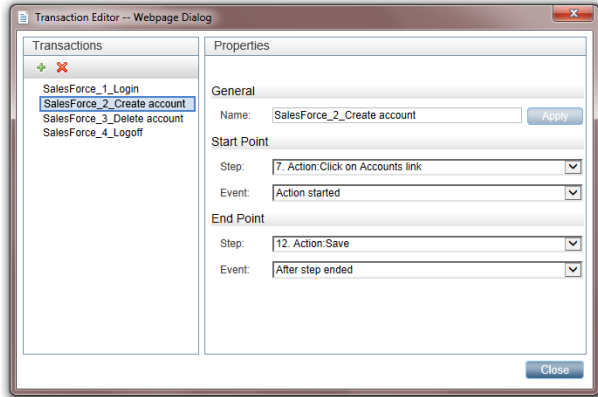 Transaction Editor -- Webpage Dialog
Transactions
SalesForce_1_Login
SalesForce_2_Create account
SalesForce_3_Delete account
SalesForce_4_Logoff
Properties
General
Name: SalesForce_2_Create account Apply
Start Point
Step: 7. Action:Click on Accounts link
Event: Action started
End Point
Step: 12. Action:Save
Event: After step ended
Close